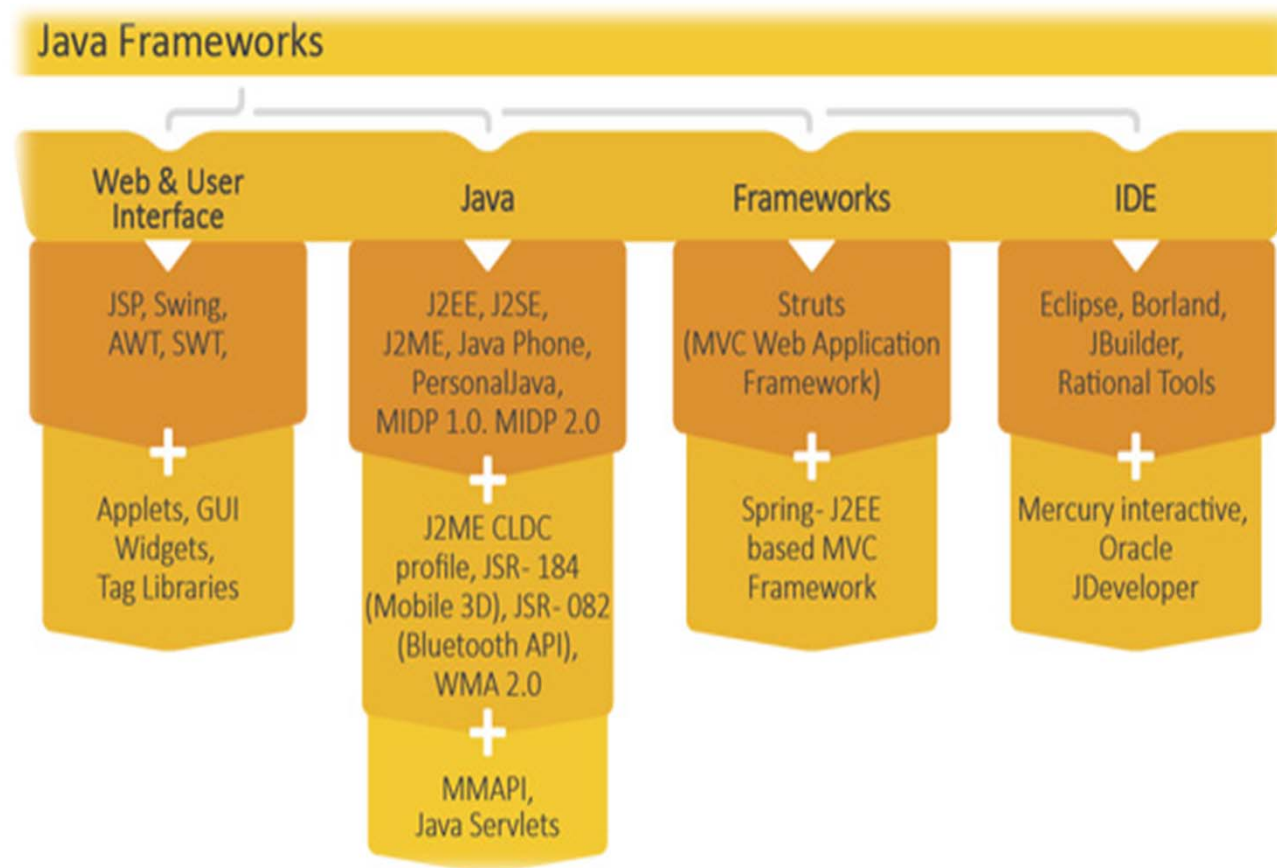 Java Frameworks
Web & User
Interface
JSP, Swing,
AWT, SWT,
Applets, GUI
Widgets,
Tag Libraries
Java
J2EE, J2SE,
J2ME, Java Phone,
PersonalJava,
MIDP 1.0. MIDP 2.0
J2ME CLDC
profile, JSR- 184
(Mobile 3D), JSR- 082
(Bluetooth API),
WMA 2.0
MMAPI,
Java Servlets
Frameworks
Struts
(MVC Web Application
Framework)
Spring- J2EE
based MVC
Framework
IDE
Eclipse, Borland,
JBuilder,
Rational Tools
Mercury interactive,
Oracle
JDeveloper